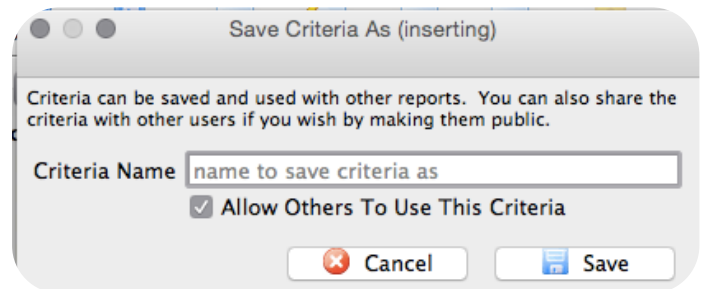 Save Criteria As (inserting)
Criteria can be saved and used with other reports.  You can also share the
criteria with other users if you wish by making them public.
Criteria Name name to save criteria as
Allow Others To Use This Criteria
Cancel Save